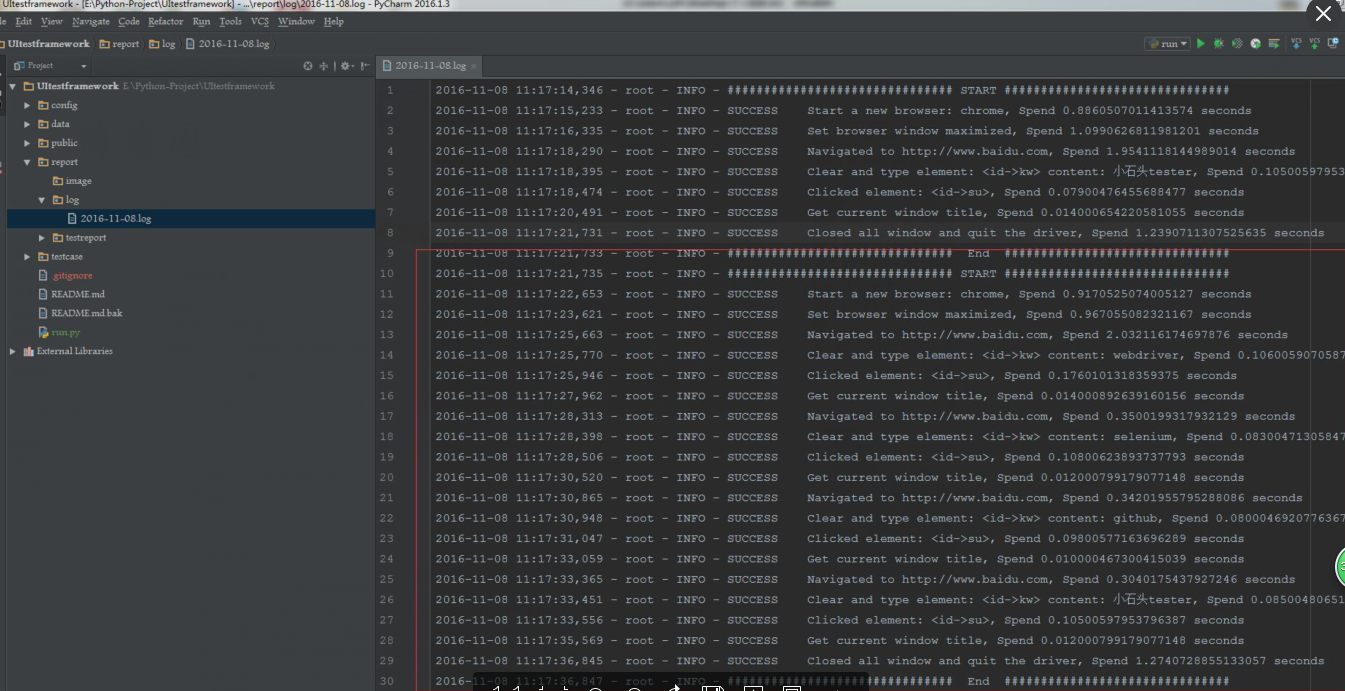 UItestframework - [E:\Python-Project\UItestframework] - ...\report\log\2016-11-08.log - PyCharm 2016.1.3
Edit View Navigate Code Refactor Run Tools VCS Window Help
UItestframework report log 2016-11-08.log
run
Project
2016-11-08.log
UItestframework E:\Python-Project\UItestframework
config
data
public
report
image
log
2016-11-08.log
testreport
testcase
.gitignore
README.md
README.md.bak
run.py
External Libraries
1 2016-11-08 11:17:14,346 - root - INFO - ############################### START ###############################
2 2016-11-08 11:17:15,233 - root - INFO - SUCCESS Start a new browser: chrome, Spend 0.8860507011413574 seconds
3 2016-11-08 11:17:16,335 - root - INFO - SUCCESS Set browser window maximized, Spend 1.0990626811981201 seconds
4 2016-11-08 11:17:18,290 - root - INFO - SUCCESS Navigated to http://www.baidu.com, Spend 1.9541118144989014 seconds
5 2016-11-08 11:17:18,395 - root - INFO - SUCCESS Clear and type element: <id->kw> content: 小石头tester, Spend 0.10500597953
6 2016-11-08 11:17:18,474 - root - INFO - SUCCESS Clicked element: <id->su>, Spend 0.07900476455688477 seconds
7 2016-11-08 11:17:20,491 - root - INFO - SUCCESS Get current window title, Spend 0.014000654220581055 seconds
8 2016-11-08 11:17:21,731 - root - INFO - SUCCESS Closed all window and quit the driver, Spend 1.2390711307525635 seconds
9 2016-11-08 11:17:21,733 - root - INFO - ############################### End ###############################
10 2016-11-08 11:17:21,735 - root - INFO - ############################### START ###############################
11 2016-11-08 11:17:22,653 - root - INFO - SUCCESS Start a new browser: chrome, Spend 0.9170525074005127 seconds
12 2016-11-08 11:17:23,621 - root - INFO - SUCCESS Set browser window maximized, Spend 0.967055082321167 seconds
13 2016-11-08 11:17:25,663 - root - INFO - SUCCESS Navigated to http://www.baidu.com, Spend 2.032116174697876 seconds
14 2016-11-08 11:17:25,770 - root - INFO - SUCCESS Clear and type element: <id->kw> content: webdriver, Spend 0.1060059070587
15 2016-11-08 11:17:25,946 - root - INFO - SUCCESS Clicked element: <id->su>, Spend 0.1760101318359375 seconds
16 2016-11-08 11:17:27,962 - root - INFO - SUCCESS Get current window title, Spend 0.014000892639160156 seconds
17 2016-11-08 11:17:28,313 - root - INFO - SUCCESS Navigated to http://www.baidu.com, Spend 0.3500199317932129 seconds
18 2016-11-08 11:17:28,398 - root - INFO - SUCCESS Clear and type element: <id->kw> content: selenium, Spend 0.08300471305847
19 2016-11-08 11:17:28,506 - root - INFO - SUCCESS Clicked element: <id->su>, Spend 0.10800623893737793 seconds
20 2016-11-08 11:17:30,520 - root - INFO - SUCCESS Get current window title, Spend 0.012000799179077148 seconds
21 2016-11-08 11:17:30,865 - root - INFO - SUCCESS Navigated to http://www.baidu.com, Spend 0.34201955795288086 seconds
22 2016-11-08 11:17:30,948 - root - INFO - SUCCESS Clear and type element: <id->kw> content: github, Spend 0.0800046920776367
23 2016-11-08 11:17:31,047 - root - INFO - SUCCESS Clicked element: <id->su>, Spend 0.09800577163696289 seconds
24 2016-11-08 11:17:33,059 - root - INFO - SUCCESS Get current window title, Spend 0.010000467300415039 seconds
25 2016-11-08 11:17:33,365 - root - INFO - SUCCESS Navigated to http://www.baidu.com, Spend 0.3040175437927246 seconds
26 2016-11-08 11:17:33,451 - root - INFO - SUCCESS Clear and type element: <id->kw> content: 小石头tester, Spend 0.08500480651
27 2016-11-08 11:17:33,556 - root - INFO - SUCCESS Clicked element: <id->su>, Spend 0.10500597953796387 seconds
28 2016-11-08 11:17:35,569 - root - INFO - SUCCESS Get current window title, Spend 0.012000799179077148 seconds
29 2016-11-08 11:17:36,845 - root - INFO - SUCCESS Closed all window and quit the driver, Spend 1.2740728855133057 seconds
30 2016-11-08 11:17:36,847 - root - INFO - ############################### End ###############################